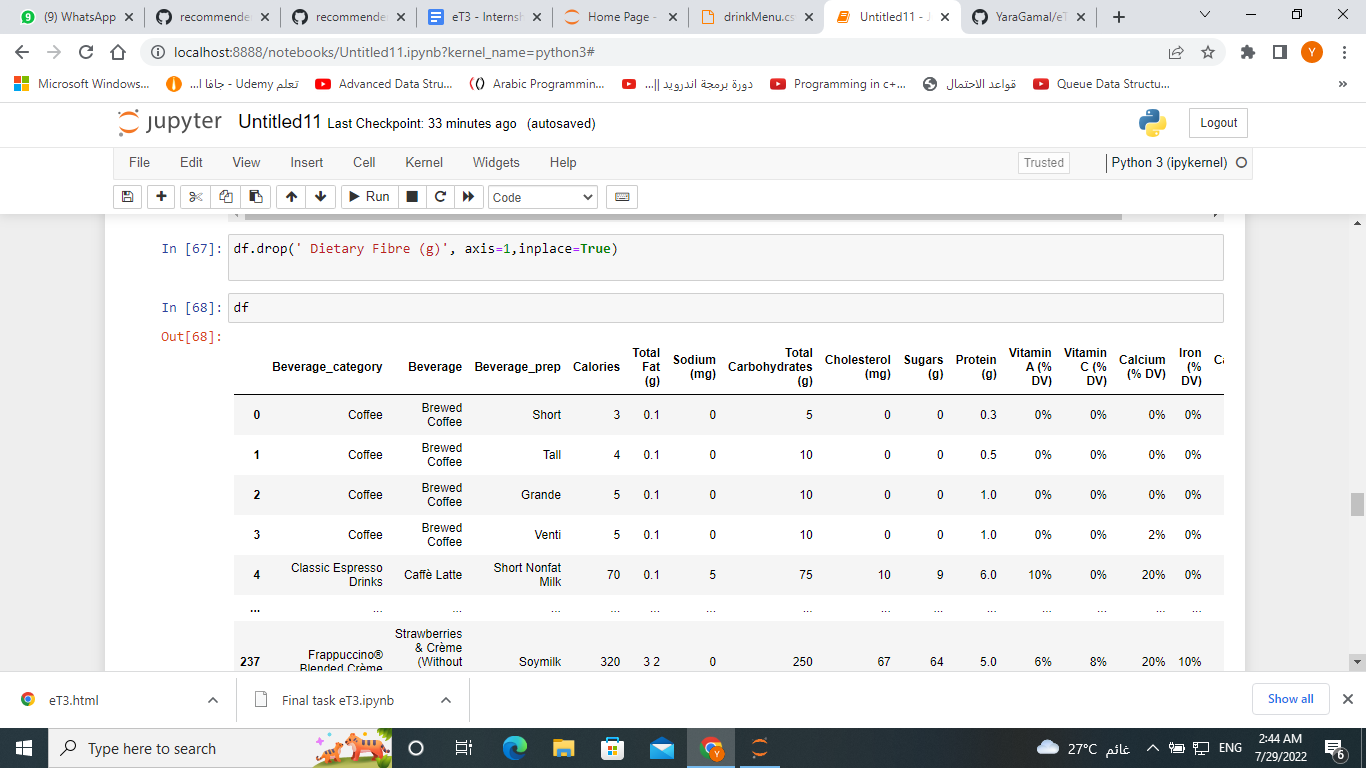 (9) WhatsApp
recommende
recommende
eT3 - Internsh
Home Page -
drinkMenu.cs
Untitled11 - J
YaraGamal/eT
localhost:8888/notebooks/Untitled11.ipynb?kernel_name=python3#
Y
Microsoft Windows...
تعلم Udemy - جافا ا...
Advanced Data Stru...
Arabic Programmin...
دورة برمجة اندرويد ||...
Programming in c+...
قواعد الاحتمال
Queue Data Structu...
»
jupyter Untitled11 Last Checkpoint: 33 minutes ago (autosaved)
Logout
File Edit View Insert Cell Kernel Widgets Help
Trusted
Python 3 (ipykernel)
Run
Code
In [67]: df.drop(' Dietary Fibre (g)', axis=1,inplace=True)
In [68]: df
Out[68]:
Beverage_category Beverage Beverage_prep Calories Total Fat (g) Sodium (mg) Total Carbohydrates (g) Cholesterol (mg) Sugars (g) Protein (g) Vitamin A (% DV) Vitamin C (% DV) Calcium (% DV) Iron (% DV) Ca
0 Coffee Brewed Coffee Short 3 0.1 0 5 0 0 0.3 0% 0% 0% 0%
1 Coffee Brewed Coffee Tall 4 0.1 0 10 0 0 0.5 0% 0% 0% 0%
2 Coffee Brewed Coffee Grande 5 0.1 0 10 0 0 1.0 0% 0% 0% 0%
3 Coffee Brewed Coffee Venti 5 0.1 0 10 0 0 1.0 0% 0% 2% 0%
4 Classic Espresso Drinks Caffè Latte Short Nonfat Milk 70 0.1 5 75 10 9 6.0 10% 0% 20% 0%
... ... ... ... ... ... ... ... ... ... ... ... ... ... ...
237 Frappuccino® Blended Crème Strawberries & Crème (Without Soymilk 320 3 2 0 250 67 64 5.0 6% 8% 20% 10%
eT3.html
Final task eT3.ipynb
Show all
Type here to search
27°C غائم
ENG
2:44 AM
7/29/2022
6